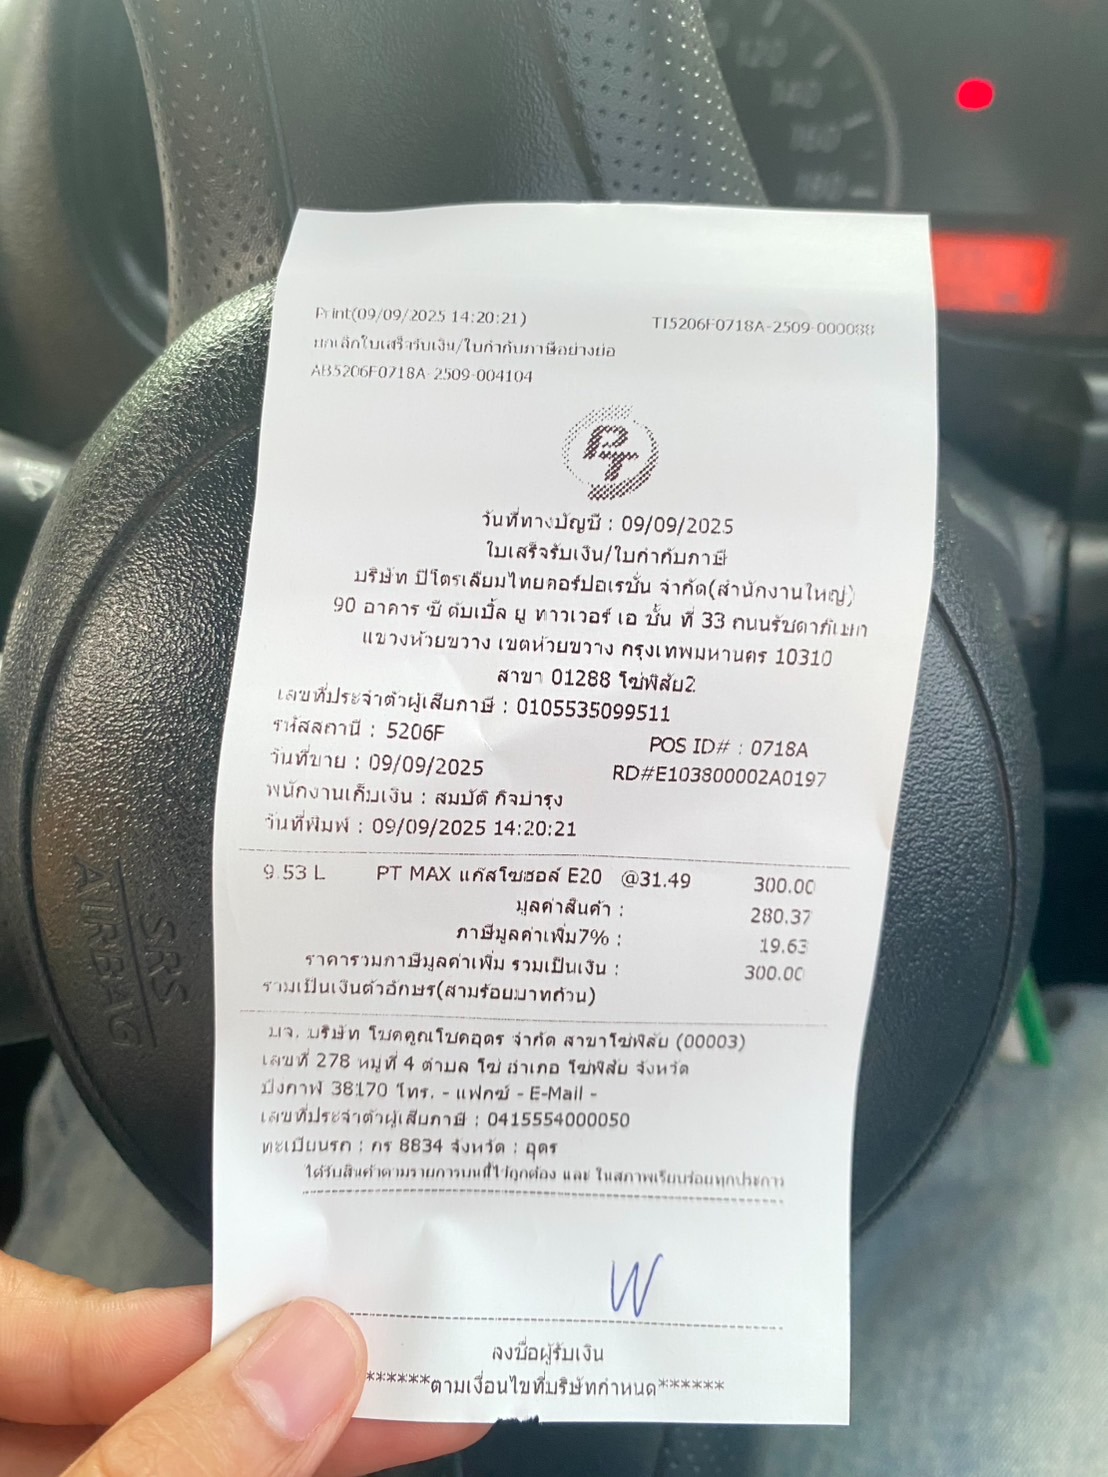 120
140
160
180
Print(09/09/2025 14:20:21) TI5206F0718A-2509-000088
ยกเลิกใบเสร็จรับเงิน/ใบกำกับภาษีอย่างย่อ
AB5206F0718A-2509-004104
PT
วันที่ทางบัญชี : 09/09/2025
ใบเสร็จรับเงิน/ใบกำกับภาษี
บริษัท ปิโตรเลียมไทยคอร์ปอเรชั่น จำกัด(สำนักงานใหญ่)
90 อาคาร ซี ดับเบิ้ล ยู ทาวเวอร์ เอ ชั้น ที่ 33 ถนนรัชดาภิเษก
แขวงห้วยขวาง เขตห้วยขวาง กรุงเทพมหานคร 10310
สาขา 01288 โซ่พิสัย2
เลขที่ประจำตัวผู้เสียภาษี : 0105535099511
รหัสสถานี : 5206F POS ID# : 0718A
วันที่ขาย : 09/09/2025 RD#E103800002A0197
พนักงานเก็บเงิน : สมบัติ กิจบำรุง
วันที่พิมพ์ : 09/09/2025 14:20:21
9.53 L PT MAX แก๊สโซฮอล์ E20 @31.49 300.00
มูลค่าสินค้า : 280.37
ภาษีมูลค่าเพิ่ม7% : 19.63
ราคารวมภาษีมูลค่าเพิ่ม รวมเป็นเงิน : 300.00
รวมเป็นเงินตัวอักษร(สามร้อยบาทถ้วน)
บจ. บริษัท โชคคูณโชคอุดร จำกัด สาขาโซ่พิสัย (00003)
เลขที่ 278 หมู่ที่ 4 ตำบล โซ่ อำเภอ โซ่พิสัย จังหวัด
บึงกาฬ 38170 โทร. - แฟกซ์ - E-Mail -
เลขที่ประจำตัวผู้เสียภาษี : 0415554000050
ทะเบียนรถ : กร 8834 จังหวัด : อุดร
ได้รับสินค้าตามรายการบนนี้ไว้ถูกต้อง และ ในสภาพเรียบร้อยทุกประการ
ลงชื่อผู้รับเงิน
******ตามเงื่อนไขที่บริษัทกำหนด******
SRS
AIRBAG